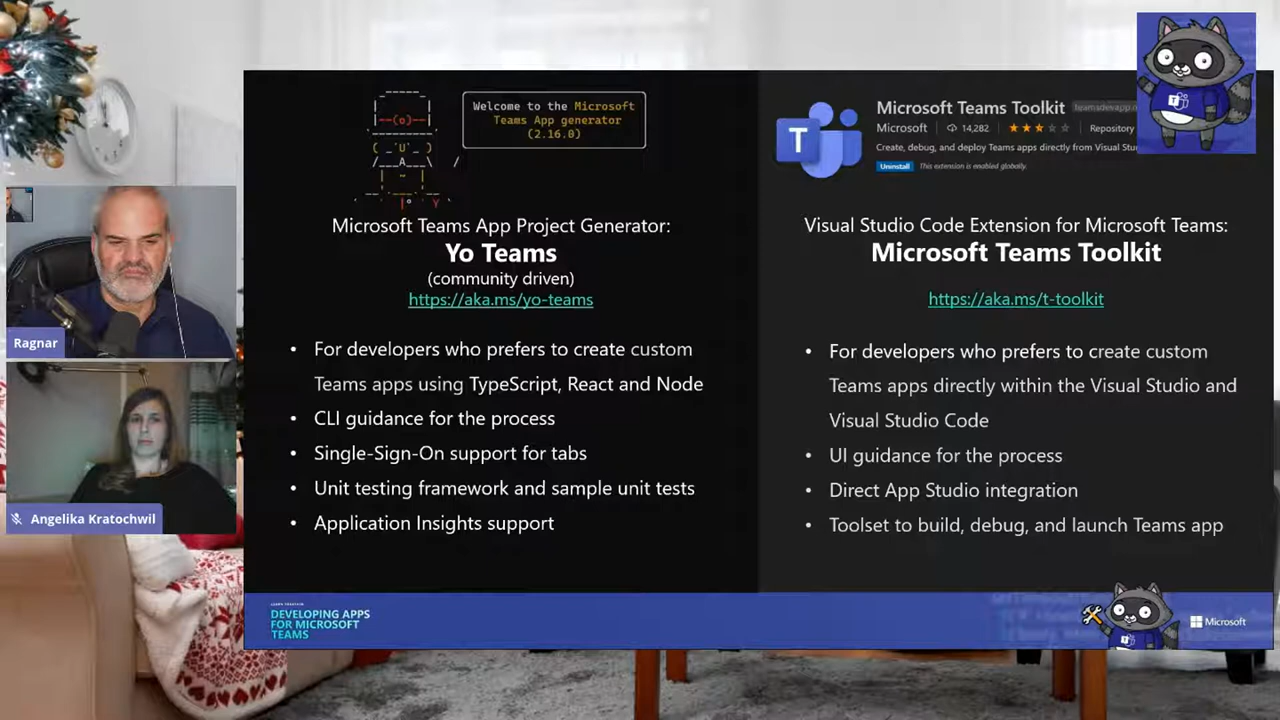 Welcome to the Microsoft
Teams App generator
(2.16.0)
Microsoft Teams App Project Generator:
Yo Teams
(community driven)
https://aka.ms/yo-teams
• For developers who prefers to create custom
Teams apps using TypeScript, React and Node
• CLI guidance for the process
• Single-Sign-On support for tabs
• Unit testing framework and sample unit tests
• Application Insights support
T
Microsoft Teams Toolkit
Microsoft
14,282
Repository
Create, debug, and deploy Teams apps directly from Visual
Uninstall
This extension is enabled globally.
Visual Studio Code Extension for Microsoft Teams:
Microsoft Teams Toolkit
https://aka.ms/t-toolkit
• For developers who prefers to create custom
Teams apps directly within the Visual Studio and
Visual Studio Code
• UI guidance for the process
• Direct App Studio integration
• Toolset to build, debug, and launch Teams app
Ragnar
Angelika Kratochwil
LEARN TOGETHER
DEVELOPING APPS
FOR MICROSOFT
TEAMS
Microsoft